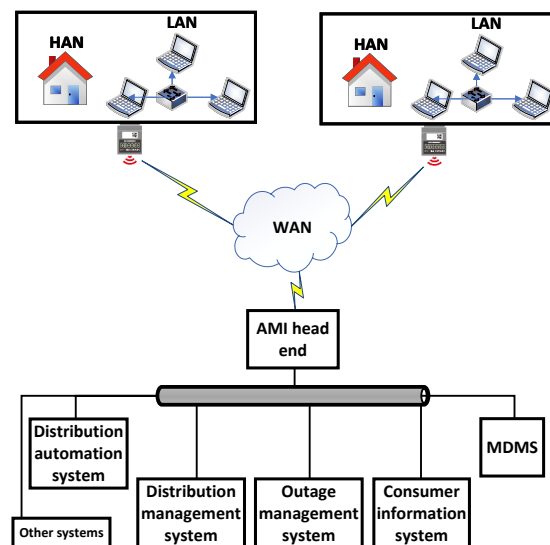 LAN
HAN
LAN
HAN
WAN
AMI head
end
Distribution
automation
system
MDMS
Distribution
management
system
Outage
management
system
Consumer
information
system
Other systems